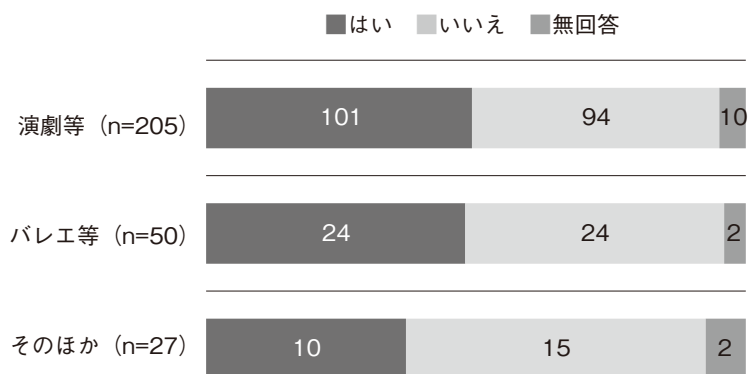 はい いいえ 無回答
演劇等（n=205） 101 94 10
バレエ等（n=50） 24 24 2
そのほか（n=27） 10 15 2